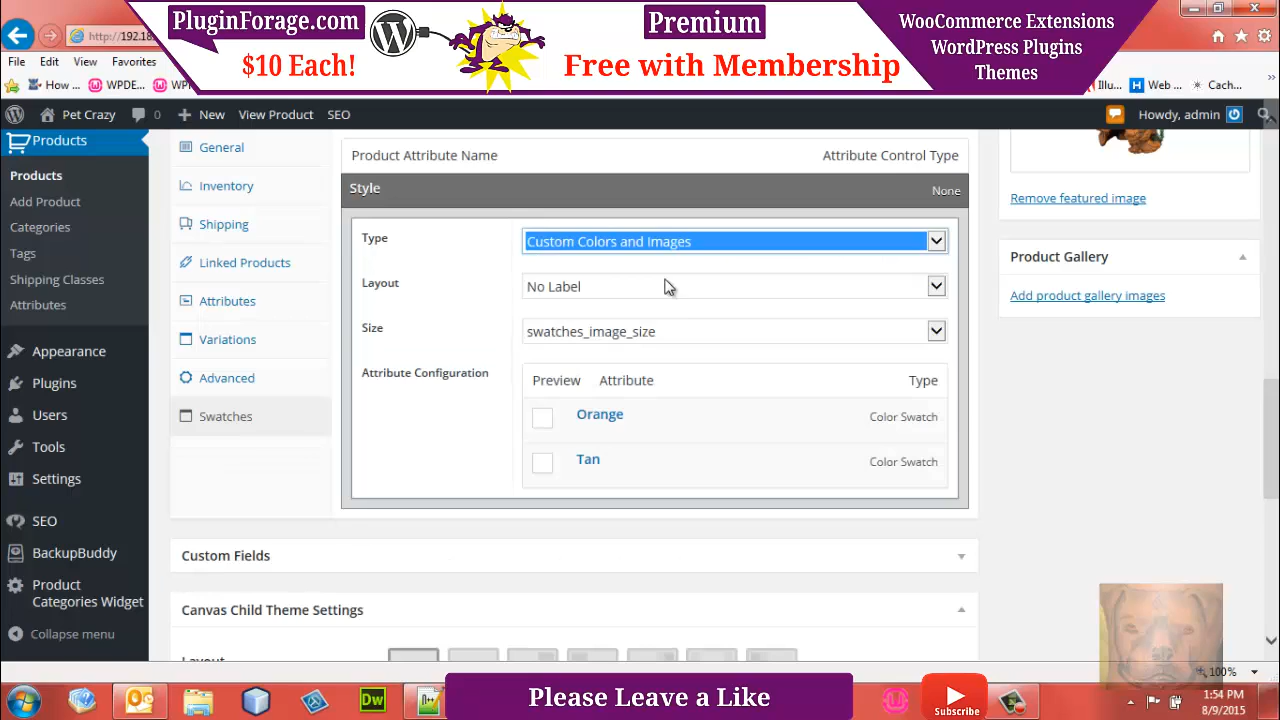 PluginForage.com
$10 Each!
Premium
Free with Membership
WooCommerce Extensions
WordPress Plugins
Themes
http://192.18
File Edit View Favorites
How ... WPDE... WPI
Illu... Web ... Cach...
Pet Crazy 0 New View Product SEO
Howdy, admin
Products
Products
Add Product
Categories
Tags
Shipping Classes
Attributes
Appearance
Plugins
Users
Tools
Settings
SEO
BackupBuddy
Product
Categories Widget
Collapse menu
General
Inventory
Shipping
Linked Products
Attributes
Variations
Advanced
Swatches
Product Attribute Name Attribute Control Type
Style None
Type Custom Colors and Images
Layout No Label
Size swatches_image_size
Attribute Configuration
Preview Attribute Type
Orange Color Swatch
Tan Color Swatch
Custom Fields
Canvas Child Theme Settings
Layout
Remove featured image
Product Gallery
Add product gallery images
100%
Dw
N++
Please Leave a Like
Subscribe
1:54 PM
8/9/2015